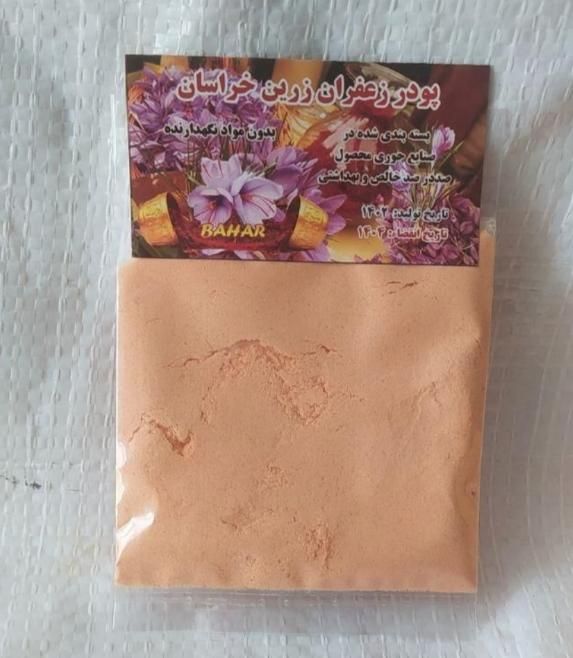 پودر زعفران زرین خراسان
بدون مواد نگهدارنده
بسته بندی شده در
صنایع حوری محصول
صددر صد خالص و بهداشتی
تاریخ تولید: ۱۴۰۲
تاریخ انقضاء: ۱۴۰۴
BAHAR